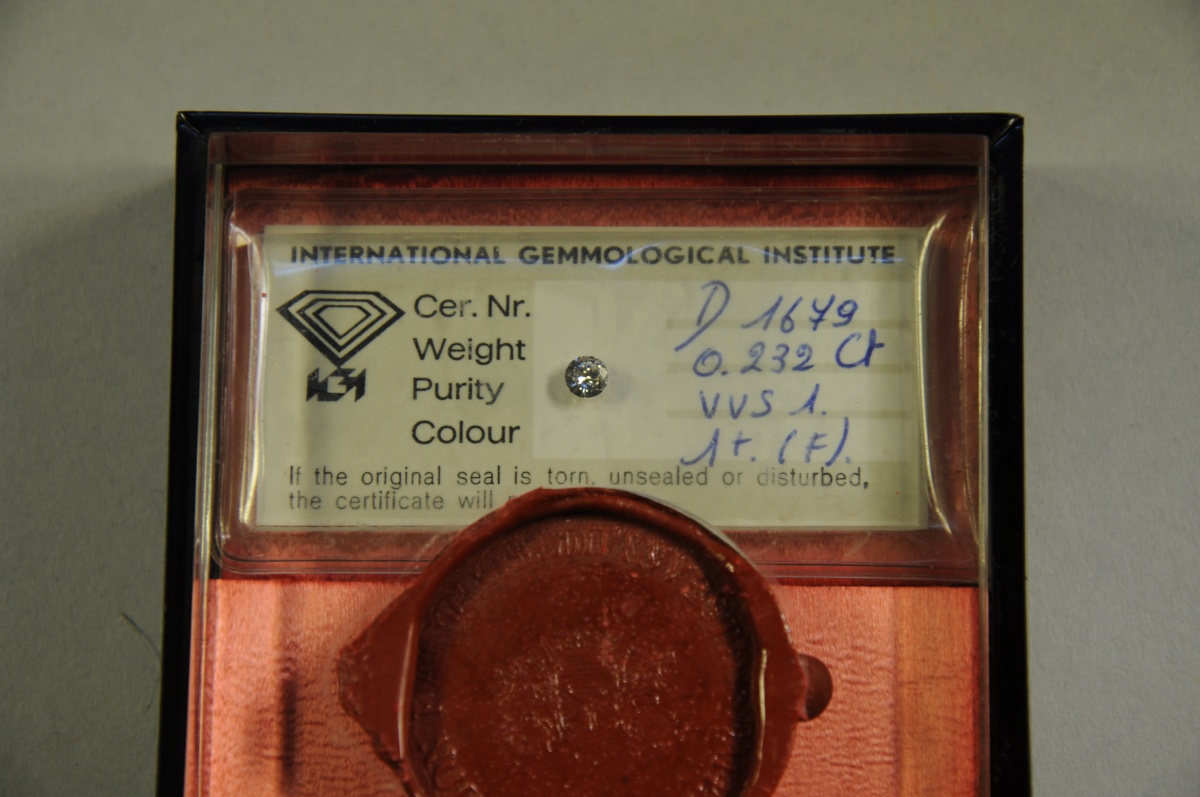 INTERNATIONAL GEMMOLOGICAL INSTITUTE
Cer. Nr. D 1679
Weight 0.232 Ct
Purity VVS 1.
Colour 1t. (F).
IGI
If the original seal is torn, unsealed or disturbed,
the certificate will